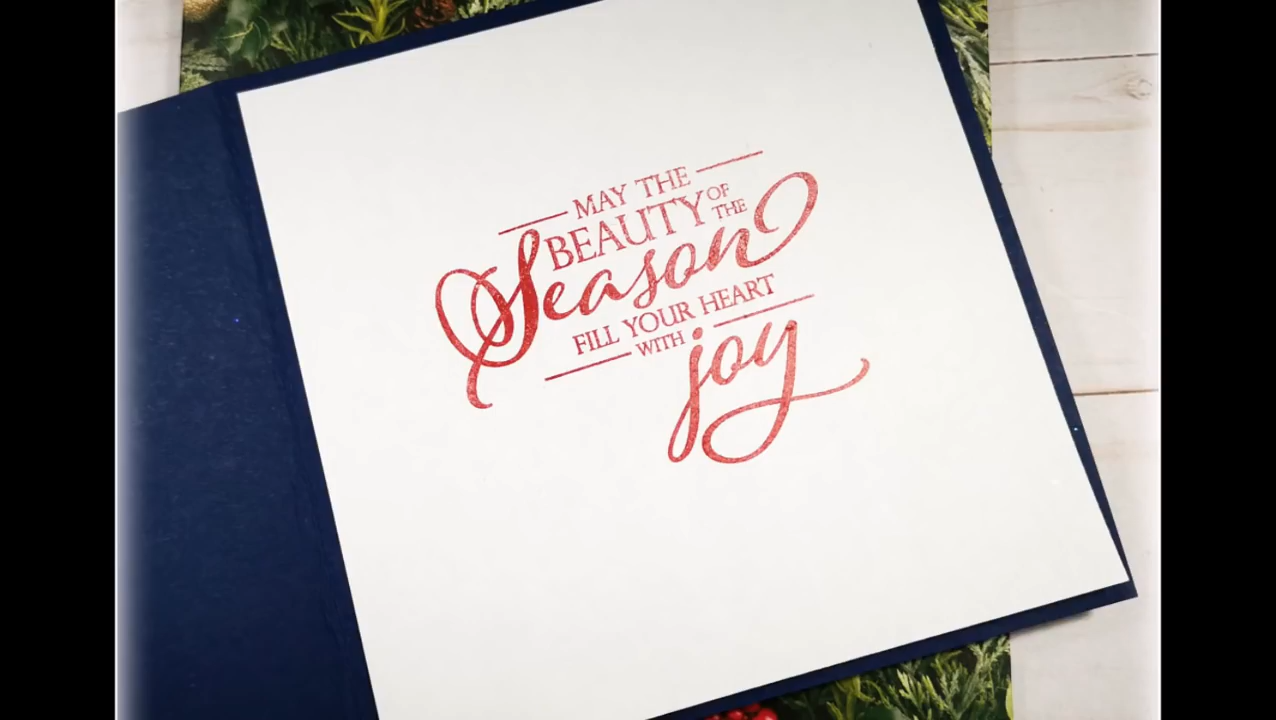 MAY THE
BEAUTY OF THE
Season
FILL YOUR HEART
WITH joy